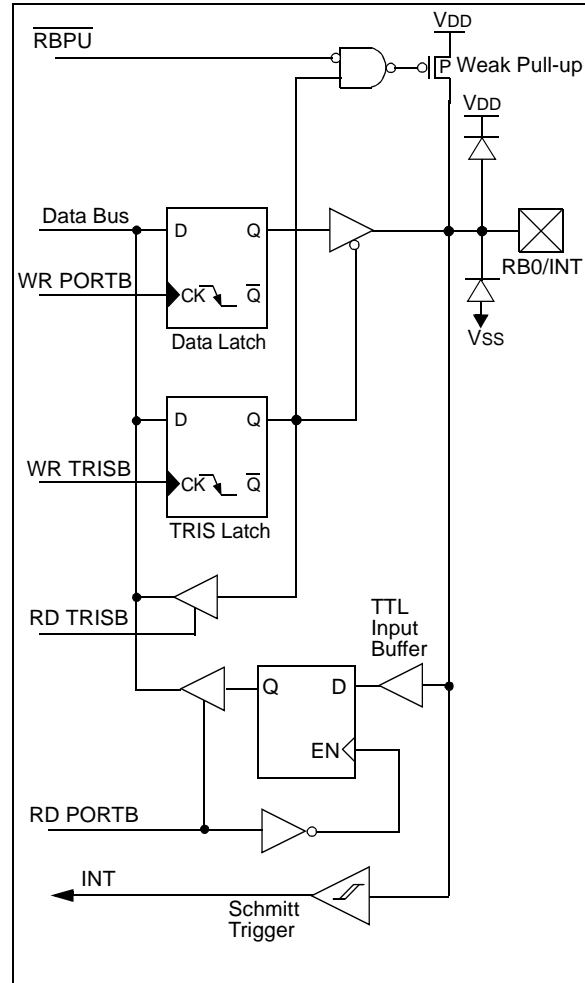 RBPU
VDD
P
Weak Pull-up
VDD
Data Bus
D Q
RB0/INT
WR PORTB
CK Q
VSS
Data Latch
D Q
WR TRISB
CK Q
TRIS Latch
RD TRISB
TTL
Input
Buffer
Q D
EN
RD PORTB
INT
Schmitt
Trigger